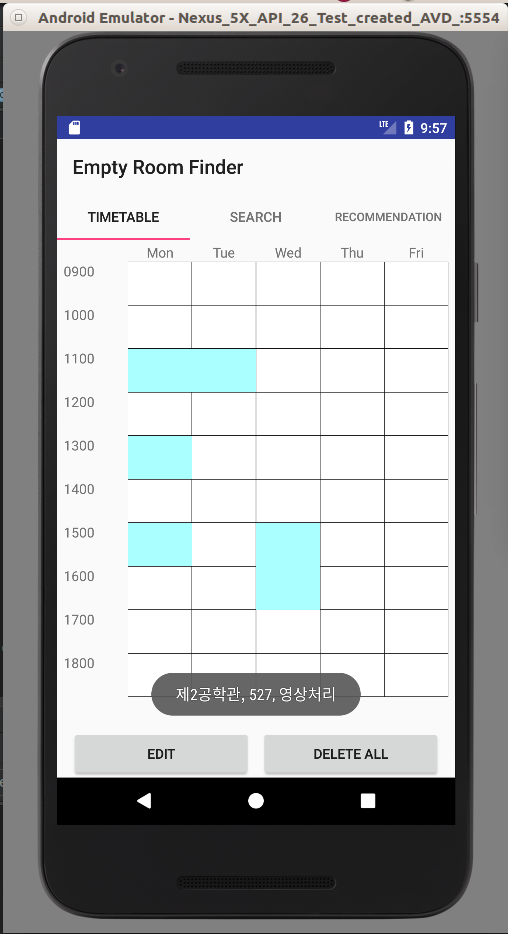 Android Emulator - Nexus_5X_API_26_Test_created_AVD_:5554
LTE 9:57
Empty Room Finder
TIMETABLE SEARCH RECOMMENDATION
Mon Tue Wed Thu Fri
0900
1000
1100
1200
1300
1400
1500
1600
1700
1800
제2공학관, 527, 영상처리
EDIT DELETE ALL